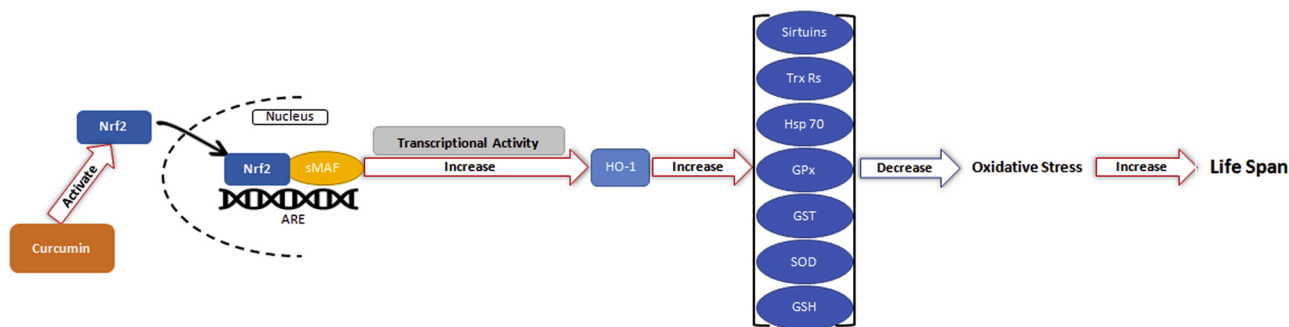 Curcumin
Activate
Nrf2
Nucleus
Nrf2
sMAF
ARE
Transcriptional Activity
Increase
HO-1
Increase
Sirtuins
Trx Rs
Hsp 70
GPx
GST
SOD
GSH
Decrease
Oxidative Stress
Increase
Life Span